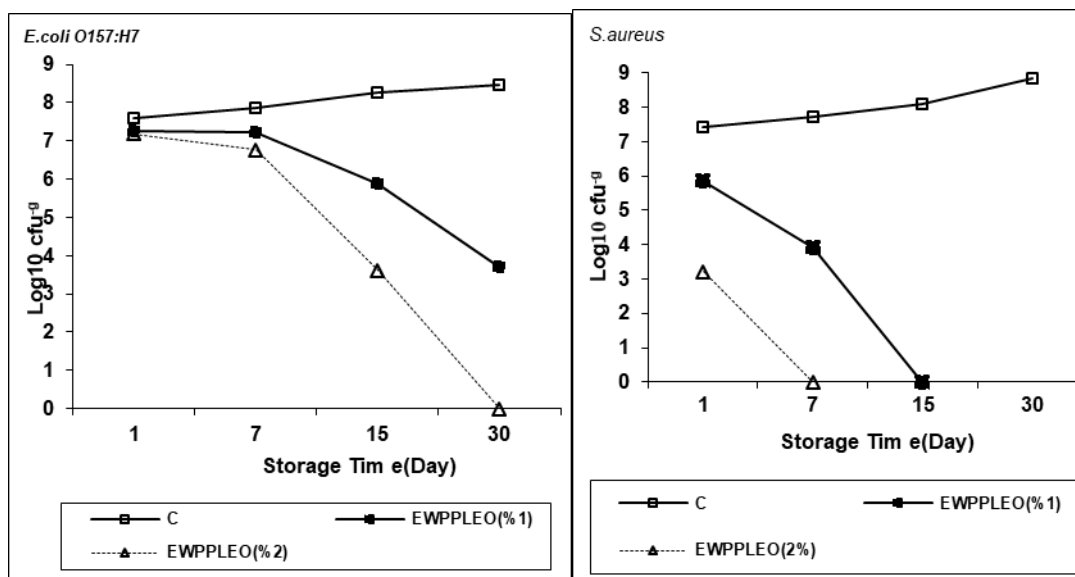 E.coli O157:H7
9
8
7
6
5
4
3
2
1
0
Log10 cfu-g
1 7 15 30
Storage Tim e(Day)
C EWPPLEO(%1)
EWPPLEO(%2)
S.aureus
9
8
7
6
5
4
3
2
1
0
Log10 cfu-g
1 7 15 30
Storage Time(Day)
C EWPPLEO(%1)
EWPPLEO(2%)